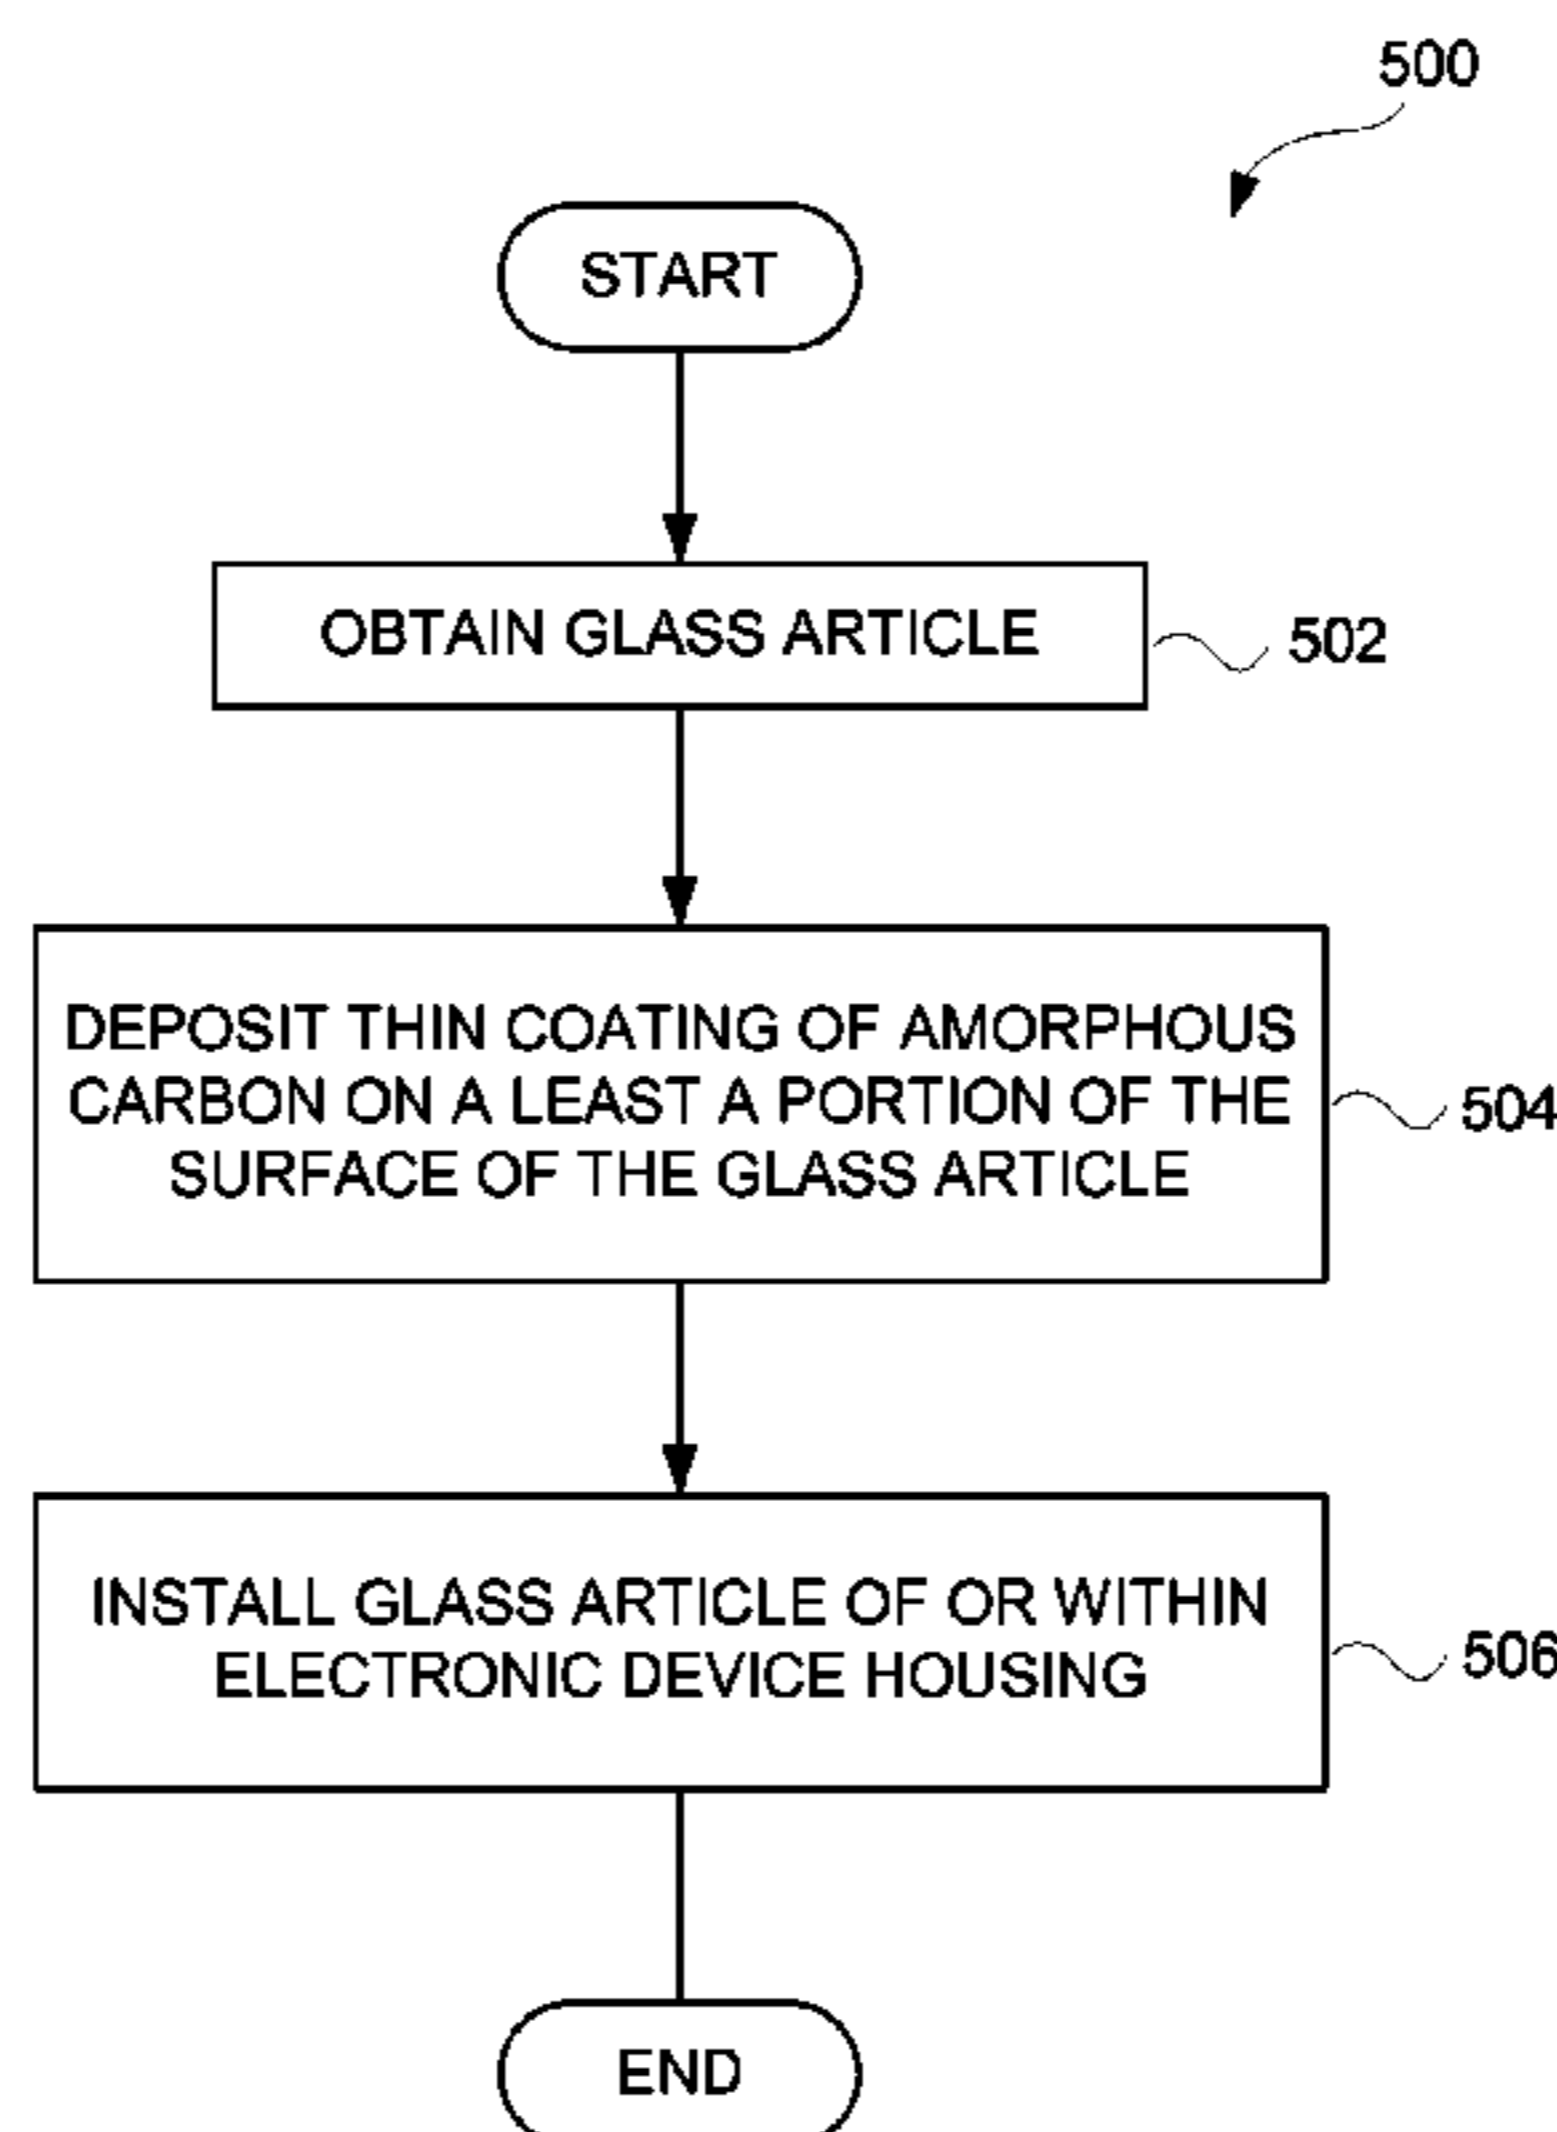 500
START
OBTAIN GLASS ARTICLE
502
DEPOSIT THIN COATING OF AMORPHOUS
CARBON ON A LEAST A PORTION OF THE
SURFACE OF THE GLASS ARTICLE
504
INSTALL GLASS ARTICLE OF OR WITHIN
ELECTRONIC DEVICE HOUSING
506
END